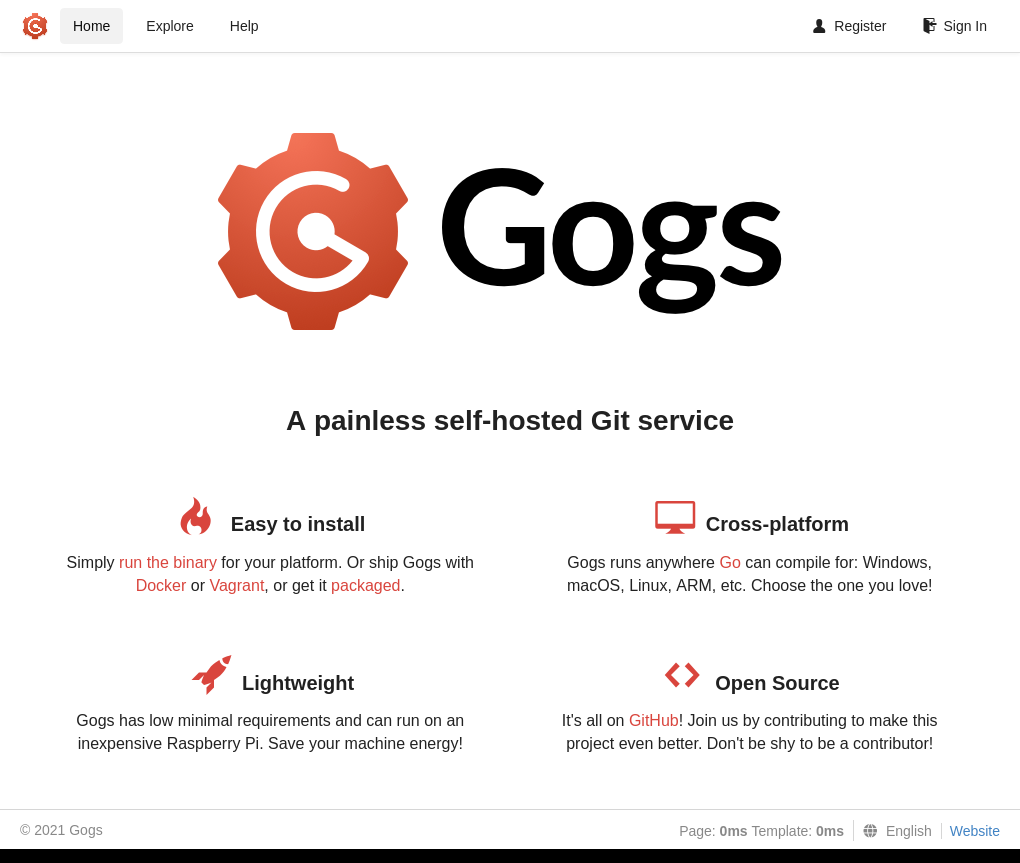 Home Explore Help Register Sign In
Gogs
A painless self-hosted Git service
Easy to install
Simply run the binary for your platform. Or ship Gogs with
Docker or Vagrant, or get it packaged.
Cross-platform
Gogs runs anywhere Go can compile for: Windows,
macOS, Linux, ARM, etc. Choose the one you love!
Lightweight
Gogs has low minimal requirements and can run on an
inexpensive Raspberry Pi. Save your machine energy!
Open Source
It's all on GitHub! Join us by contributing to make this
project even better. Don't be shy to be a contributor!
© 2021 Gogs Page: 0ms Template: 0ms English Website